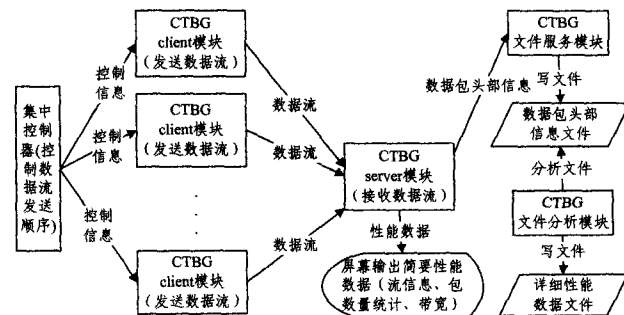 集中
控制
器(控
制数
据流
发送
顺序)
控制
信息
控制
信息
控制
信息
CTBG
client模块
(发送数据流)
CTBG
client模块
(发送数据流)
CTBG
client模块
(发送数据流)
数据流
数据流
数据流
CTBG
server模块
(接收数据流)
性能数据
屏幕输出简要性能
数据(流信息、包
数量统计、带宽)
数据包头部信息
CTBG
文件服务模块
写文件
数据包头部
信息文件
分析文件
CTBG
文件分析模块
写文件
详细性能
数据文件